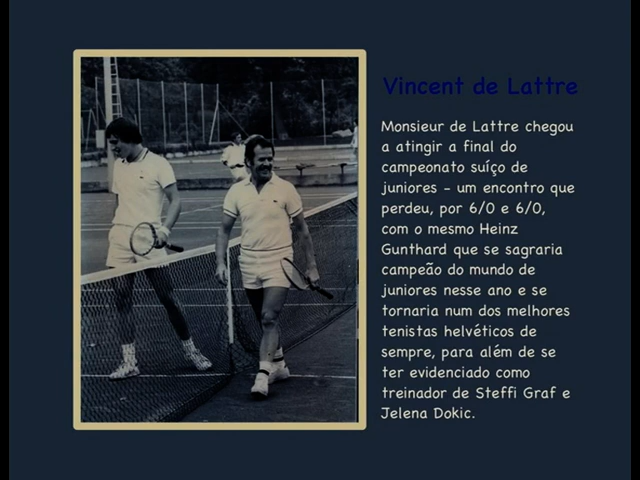 Vincent de Lattre
Monsieur de Lattre chegou
a atingir a final do
campeonato suíço de
juniores - um encontro que
perdeu, por 6/0 e 6/0,
com o mesmo Heinz
Gunthard que se sagraria
campeão do mundo de
juniores nesse ano e se
tornaria num dos melhores
tenistas helvéticos de
sempre, para além de se
ter evidenciado como
treinador de Steffi Graf e
Jelena Dokic.